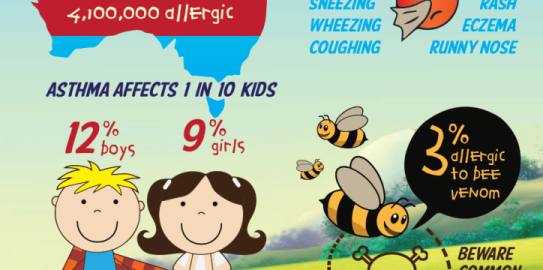 4,100,000 allergic
SNEEZING
WHEEZING
COUGHING
RASH
ECZEMA
RUNNY NOSE
ASTHMA AFFECTS 1 IN 10 KIDS
12% boys
9% girls
3%
allergic
to bee
venom
BEWARE
COMMON